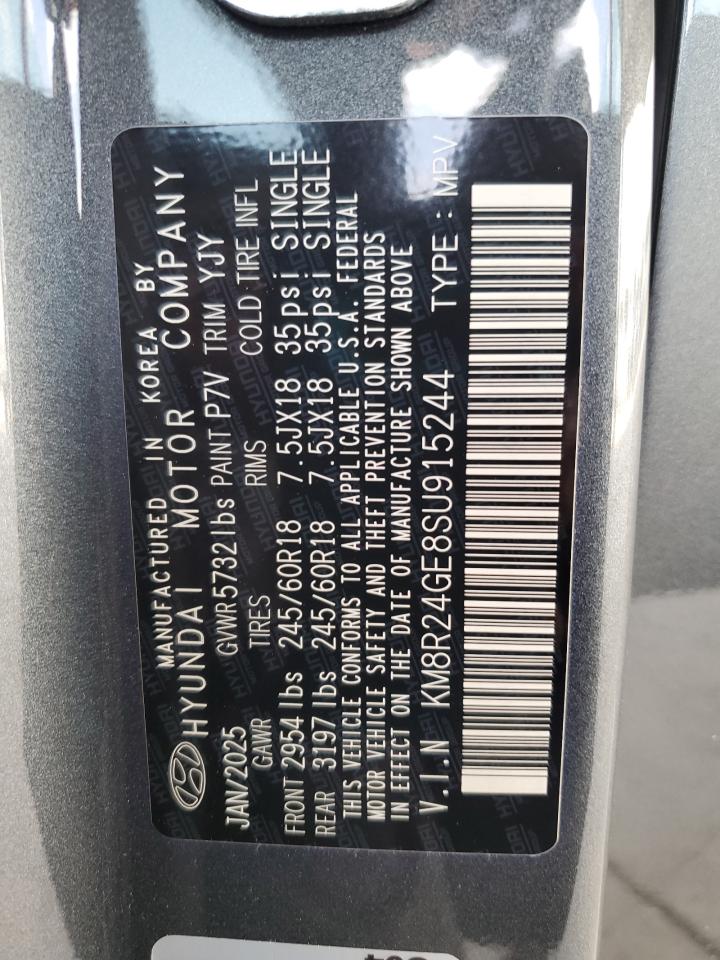 MANUFACTURED IN KOREA BY
HYUNDAI MOTOR COMPANY
JAN/2025 GVWR5732lbs PAINT P7V TRIM YJY
GAWR TIRES RIMS COLD TIRE INFL
FRONT 2954 lbs 245/60R18 7.5JX18 35psi SINGLE
REAR 3197 lbs 245/60R18 7.5JX18 35psi SINGLE
THIS VEHICLE CONFORMS TO ALL APPLICABLE U.S.A. FEDERAL
MOTOR VEHICLE SAFETY AND THEFT PREVENTION STANDARDS
IN EFFECT ON THE DATE OF MANUFACTURE SHOWN ABOVE
V.I.N KM8R24GE8SU915244 TYPE : MPV